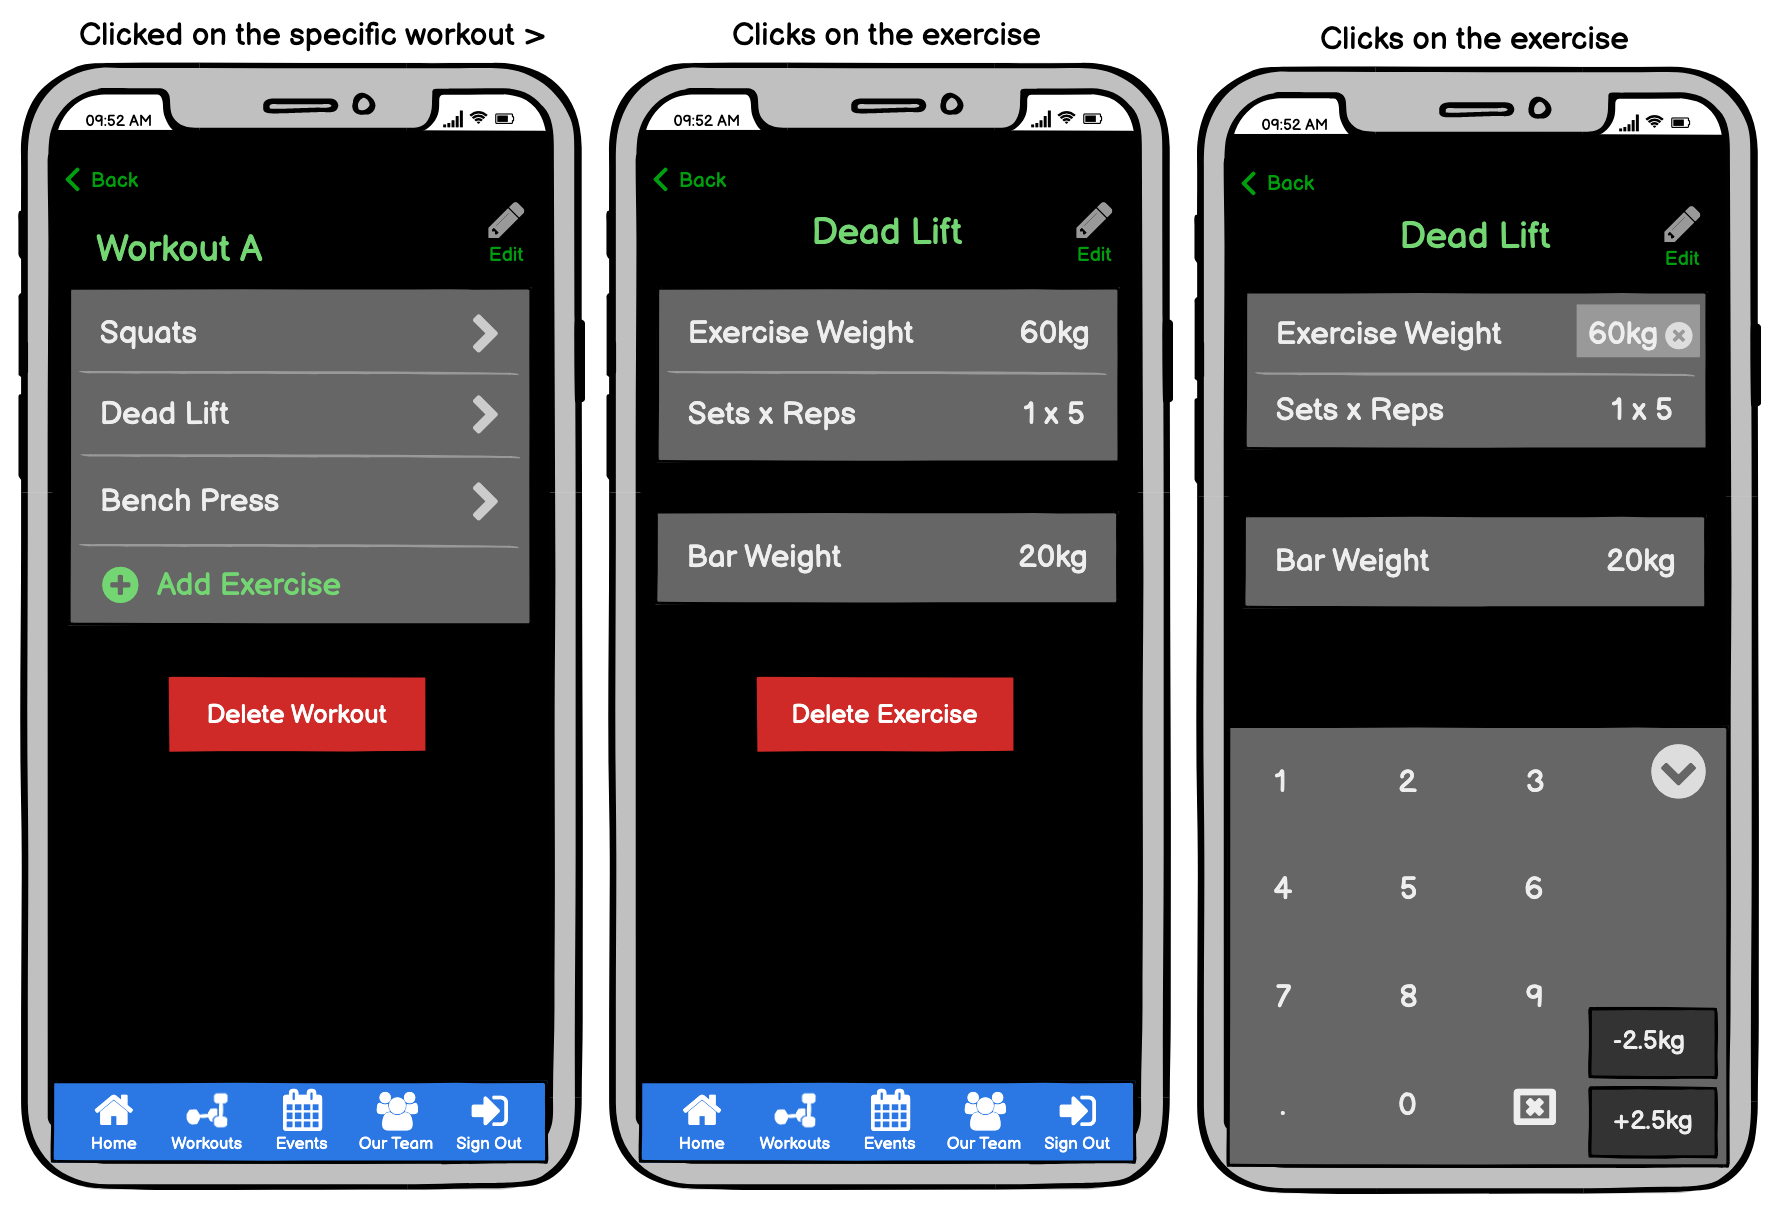 Clicked on the specific workout >
09:52 AM
Back
Workout A
Edit
Squats
Dead Lift
Bench Press
Add Exercise
Delete Workout
Home Workouts Events Our Team Sign Out
Clicks on the exercise
09:52 AM
Back
Dead Lift
Edit
Exercise Weight 60kg
Sets x Reps 1 x 5
Bar Weight 20kg
Delete Exercise
Home Workouts Events Our Team Sign Out
Clicks on the exercise
09:52 AM
Back
Dead Lift
Edit
Exercise Weight 60kg
Sets x Reps 1 x 5
Bar Weight 20kg
1 2 3
4 5 6
7 8 9
-2.5kg
. 0
+2.5kg